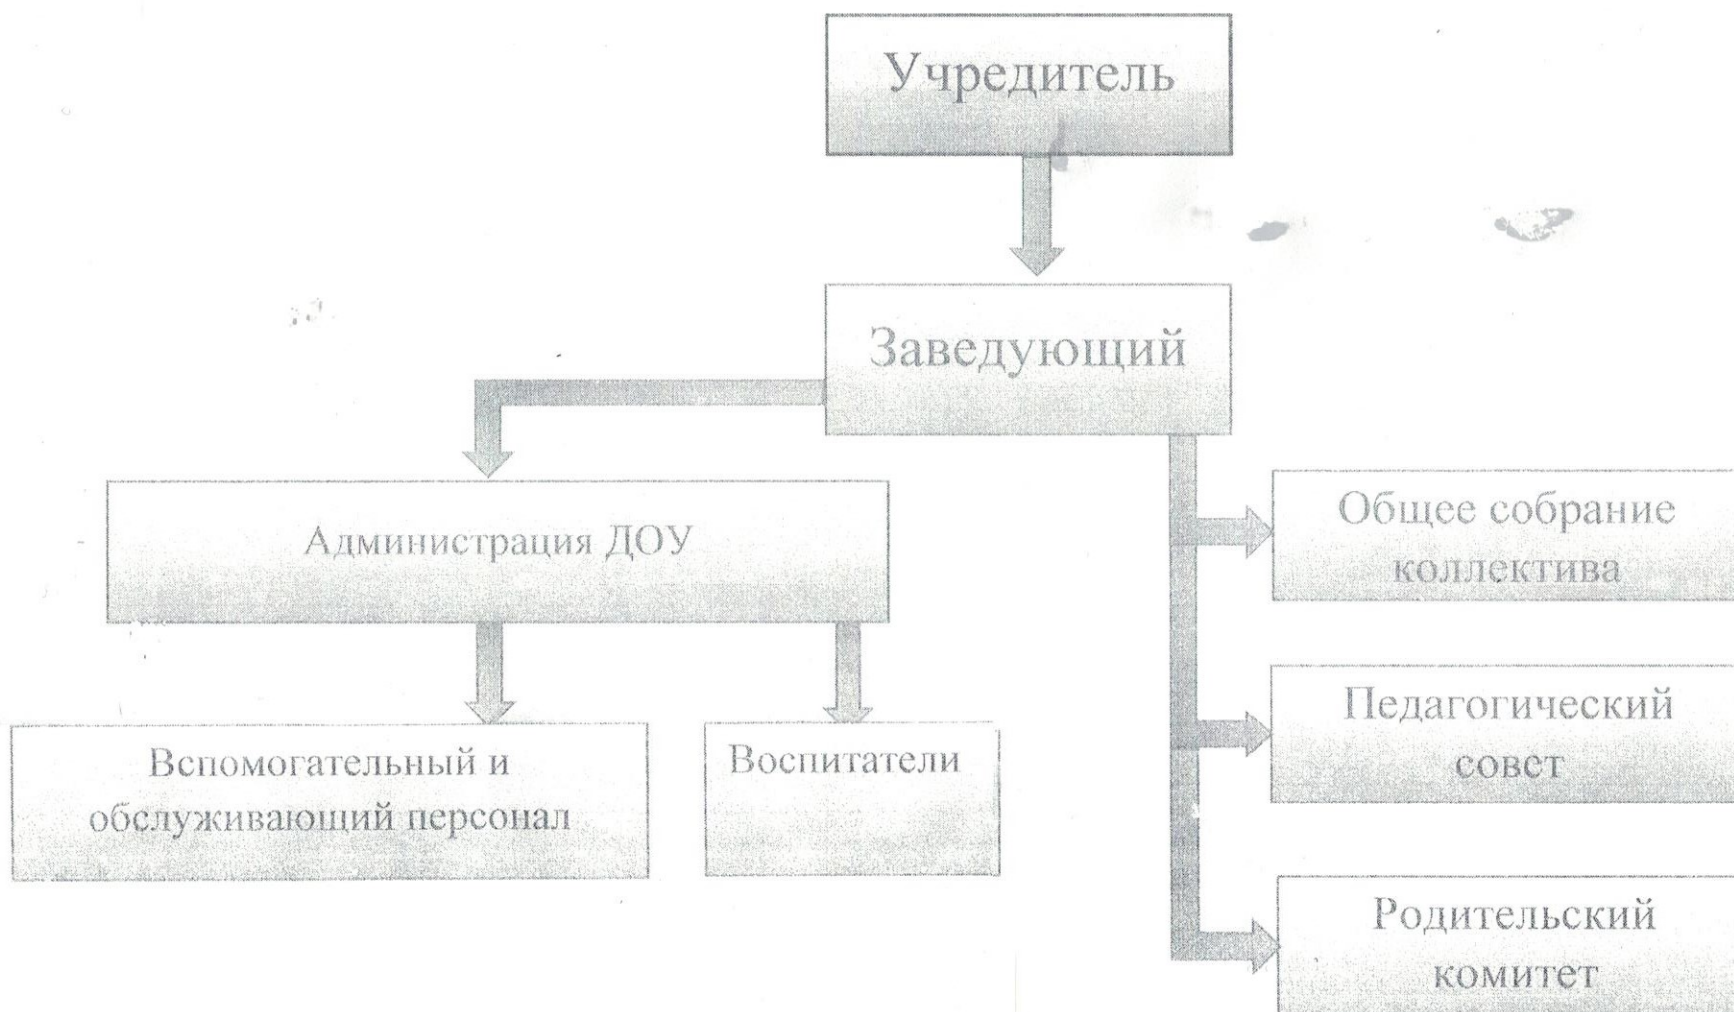 Учредитель
Заведующий
Администрация ДОУ
Общее собрание
коллектива
Педагогический
совет
Вспомогательный и
обслуживающий персонал
Воспитатели
Родительский
комитет